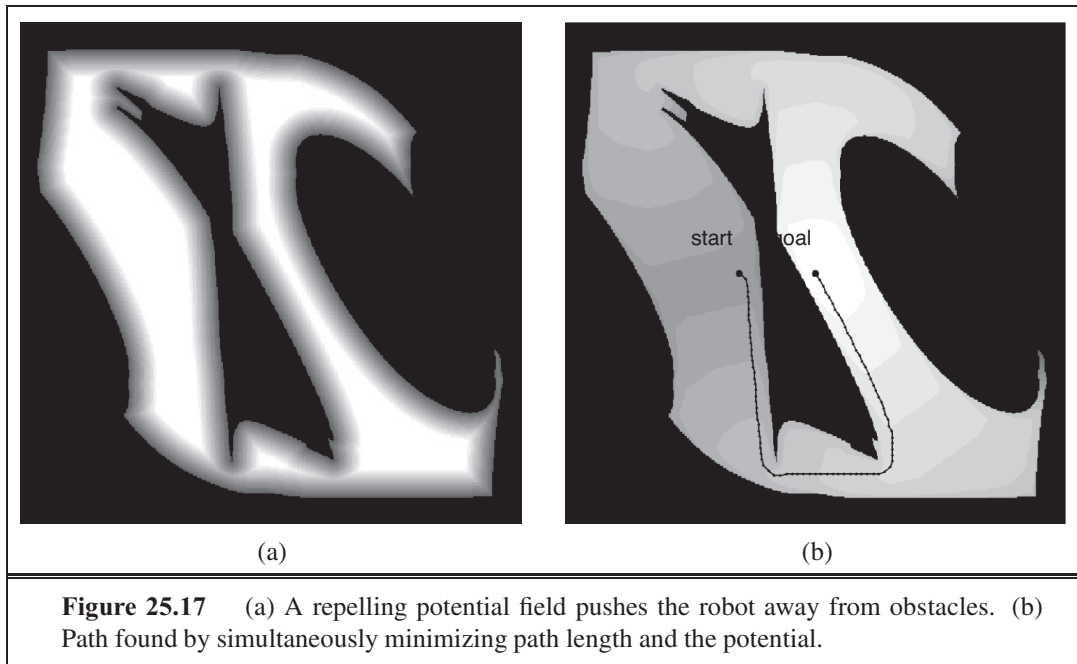 start oal
(a) (b)
Figure 25.17 (a) A repelling potential field pushes the robot away from obstacles. (b)
Path found by simultaneously minimizing path length and the potential.